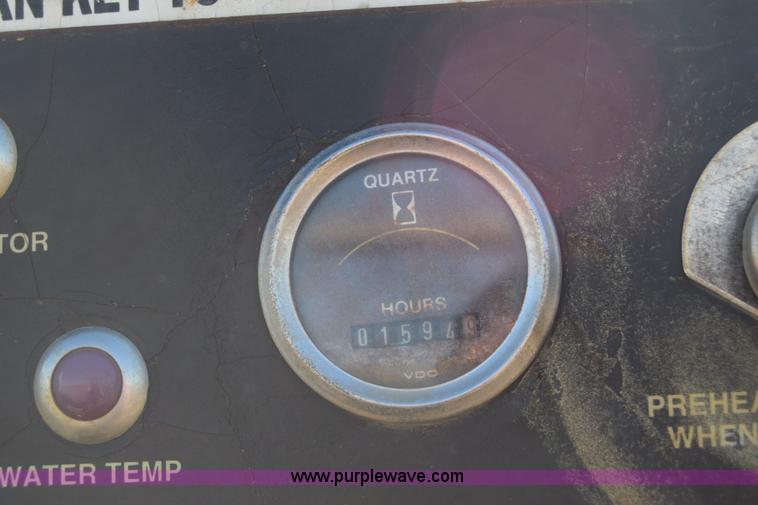 QUARTZ
TOR
HOURS
015949
VDO
PREHEA
WHEN
WATER TEMP
www.purplewave.com